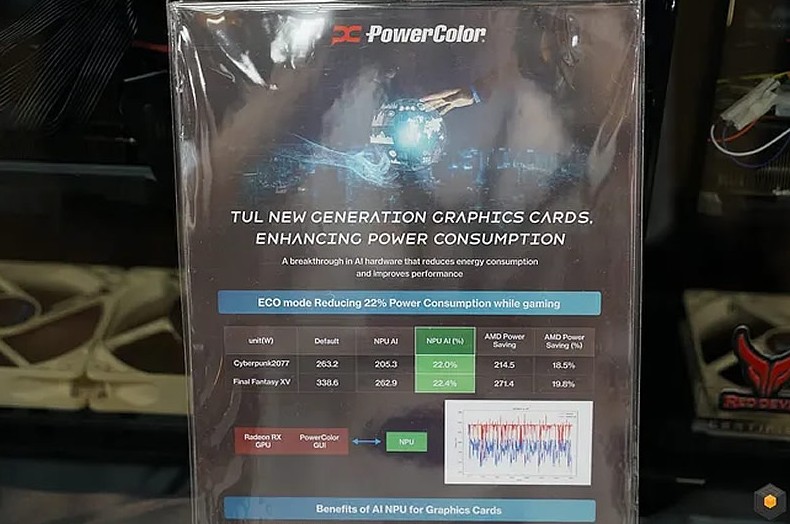 PowerColor
TUL NEW GENERATION GRAPHICS CARDS,
ENHANCING POWER CONSUMPTION
A breakthrough in AI hardware that reduces energy consumption
and improves performance
ECO mode Reducing 22% Power Consumption while gaming
unit(W) Default NPU AI NPU AI (%) AMD Power Saving AMD Power Saving (%)
Cyberpunk2077 263.2 205.3 22.0% 214.5 18.5%
Final Fantasy XV 338.6 262.9 22.4% 271.4 19.8%
Radeon RX GPU PowerColor GUI NPU
Benefits of AI NPU for Graphics Cards
RED DEVIL